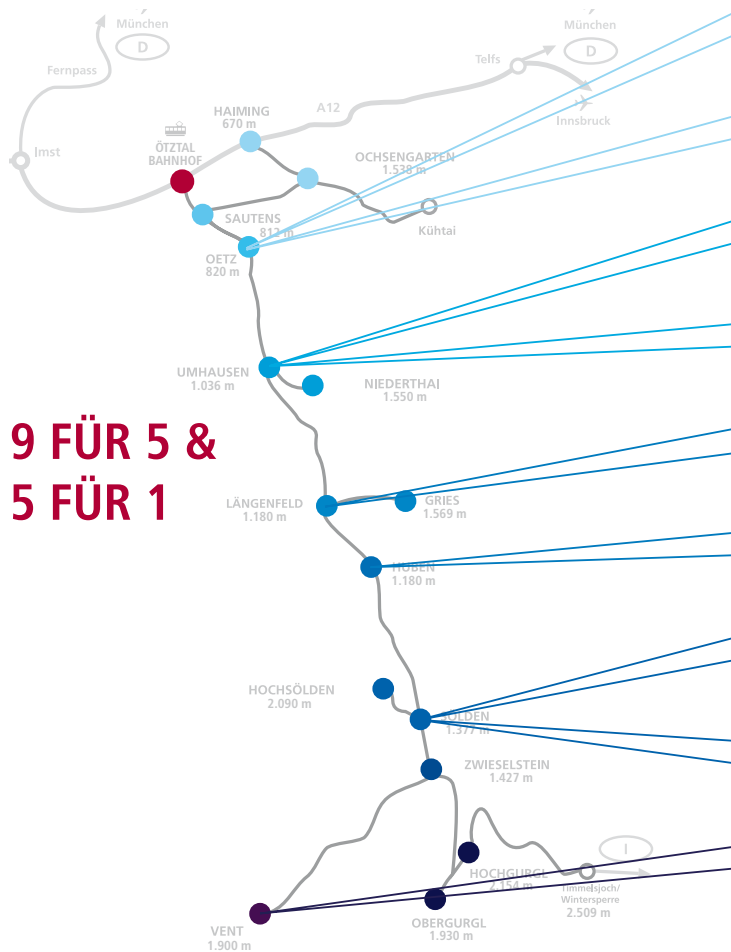 München
D
Fernpass
München
D
Telfs
Innsbruck
A12
Imst
HAIMING
670 m
ÖTZTAL
BAHNHOF
OCHSENGARTEN
1.538 m
Kühtai
SAUTENS
812 m
OETZ
820 m
UMHAUSEN
1.036 m
NIEDERTHAI
1.550 m
9 FÜR 5 &
5 FÜR 1
LÄNGENFELD
1.180 m
GRIES
1.569 m
HUBEN
1.180 m
HOCHSÖLDEN
2.090 m
SÖLDEN
1.377 m
ZWIESELSTEIN
1.427 m
I
HOCHGURGL
2.154 m
Timmelsjoch/
Wintersperre
2.509 m
OBERGURGL
1.930 m
VENT
1.900 m